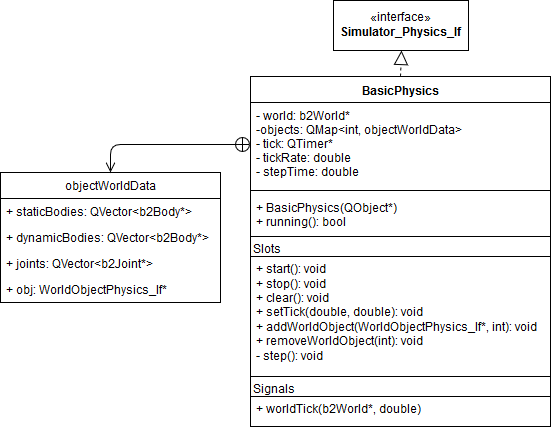 «interface»
Simulator_Physics_If
BasicPhysics
- world: b2World*
-objects: QMap<int, objectWorldData>
- tick: QTimer*
- tickRate: double
- stepTime: double
+ BasicPhysics(QObject*)
+ running(): bool
Slots
+ start(): void
+ stop(): void
+ clear(): void
+ setTick(double, double): void
+ addWorldObject(WorldObjectPhysics_If*, int): void
+ removeWorldObject(int): void
- step(): void
Signals
+ worldTick(b2World*, double)
objectWorldData
+ staticBodies: QVector<b2Body*>
+ dynamicBodies: QVector<b2Body*>
+ joints: QVector<b2Joint*>
+ obj: WorldObjectPhysics_If*